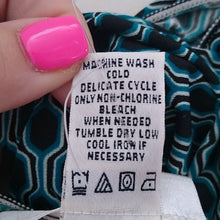 MACHINE WASH
COLD
DELICATE CYCLE
ONLY NON-CHLORINE
BLEACH
WHEN NEEDED
TUMBLE DRY LOW
COOL IRON IF
NECESSARY